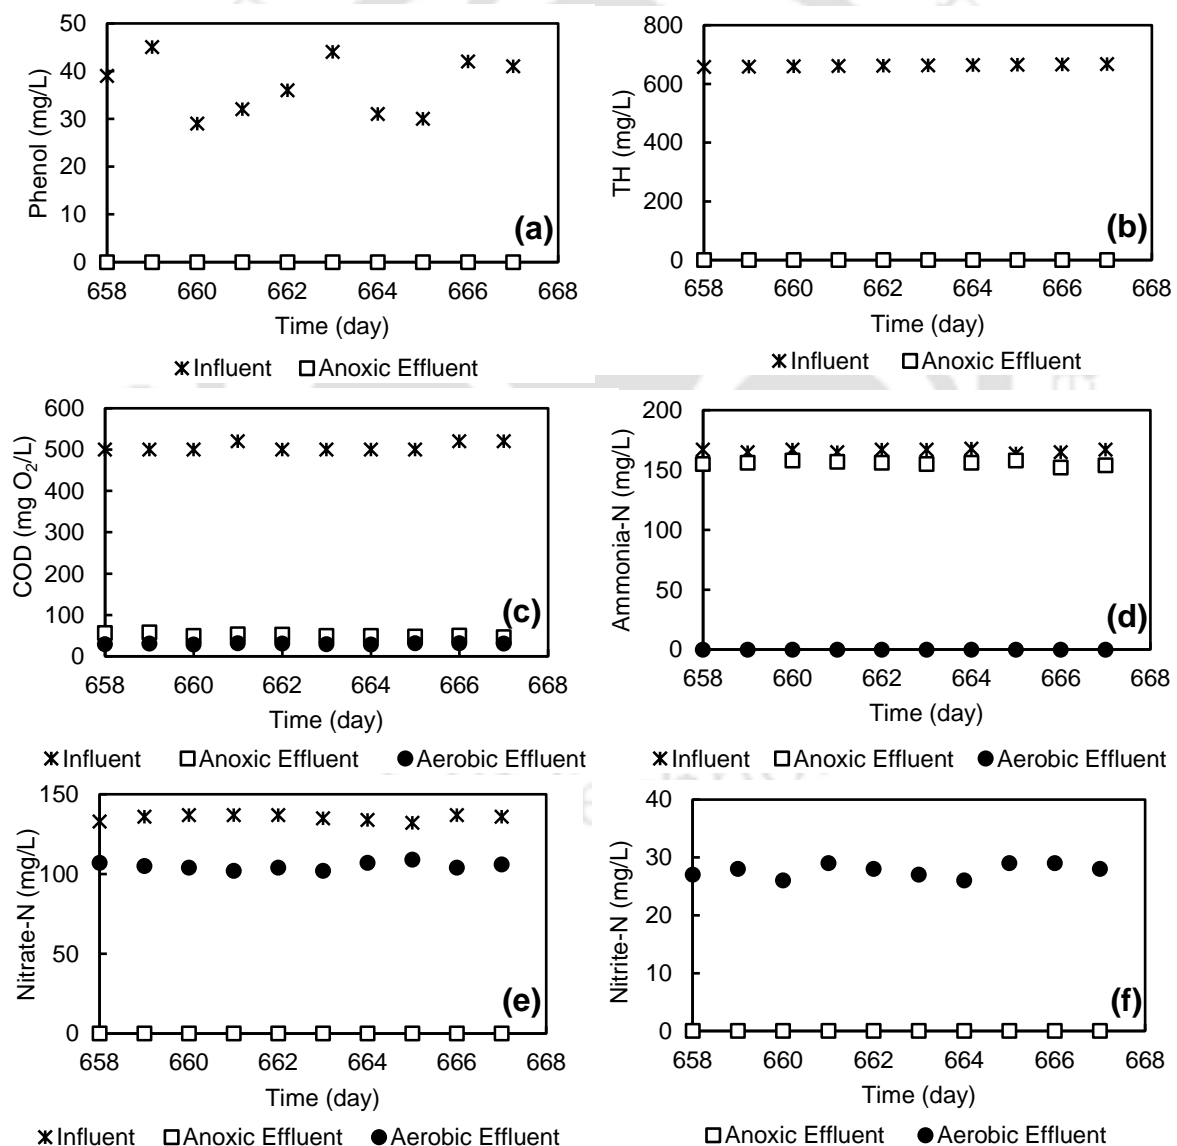 50
40
30
20
10
0
Phenol (mg/L)
(a)
658 660 662 664 666 668
Time (day)
Influent Anoxic Effluent
800
600
400
200
0
TH (mg/L)
(b)
658 660 662 664 666 668
Time (day)
Influent Anoxic Effluent
600
500
400
300
200
100
0
COD (mg O₂/L)
(c)
658 660 662 664 666 668
Time (day)
Influent Anoxic Effluent Aerobic Effluent
200
150
100
50
0
Ammonia-N (mg/L)
(d)
658 660 662 664 666 668
Time (day)
Influent Anoxic Effluent Aerobic Effluent
150
100
50
0
Nitrate-N (mg/L)
(e)
658 660 662 664 666 668
Time (day)
Influent Anoxic Effluent Aerobic Effluent
40
30
20
10
0
Nitrite-N (mg/L)
(f)
658 660 662 664 666 668
Time (day)
Anoxic Effluent Aerobic Effluent